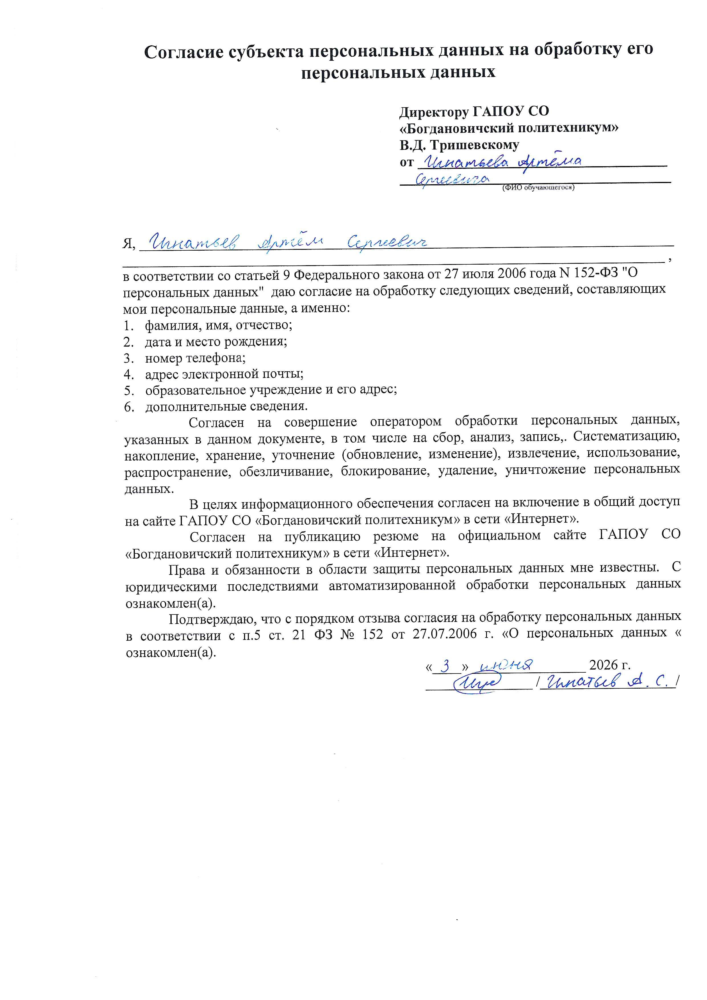 Согласие субъекта персональных данных на обработку его
персональных данных
Директору ГАПОУ СО
«Богдановичский политехникум»
В.Д. Тришевскому
от Игнатьева Артёма
Сергеевича
(ФИО обучающегося)
Я, Игнатьев Артём Сергеевич
,
в соответствии со статьей 9 Федерального закона от 27 июля 2006 года N 152-ФЗ "О
персональных данных" даю согласие на обработку следующих сведений, составляющих
мои персональные данные, а именно:
1. фамилия, имя, отчество;
2. дата и место рождения;
3. номер телефона;
4. адрес электронной почты;
5. образовательное учреждение и его адрес;
6. дополнительные сведения.
Согласен на совершение оператором обработки персональных данных,
указанных в данном документе, в том числе на сбор, анализ, запись,. Систематизацию,
накопление, хранение, уточнение (обновление, изменение), извлечение, использование,
распространение, обезличивание, блокирование, удаление, уничтожение персональных
данных.
В целях информационного обеспечения согласен на включение в общий доступ
на сайте ГАПОУ СО «Богдановичский политехникум» в сети «Интернет».
Согласен на публикацию резюме на официальном сайте ГАПОУ СО
«Богдановичский политехникум» в сети «Интернет».
Права и обязанности в области защиты персональных данных мне известны. С
юридическими последствиями автоматизированной обработки персональных данных
ознакомлен(а).
Подтверждаю, что с порядком отзыва согласия на обработку персональных данных
в соответствии с п.5 ст. 21 ФЗ № 152 от 27.07.2006 г. «О персональных данных «
ознакомлен(а).
« 3 » июня 2026 г.
/ Игнатьев А. С. /